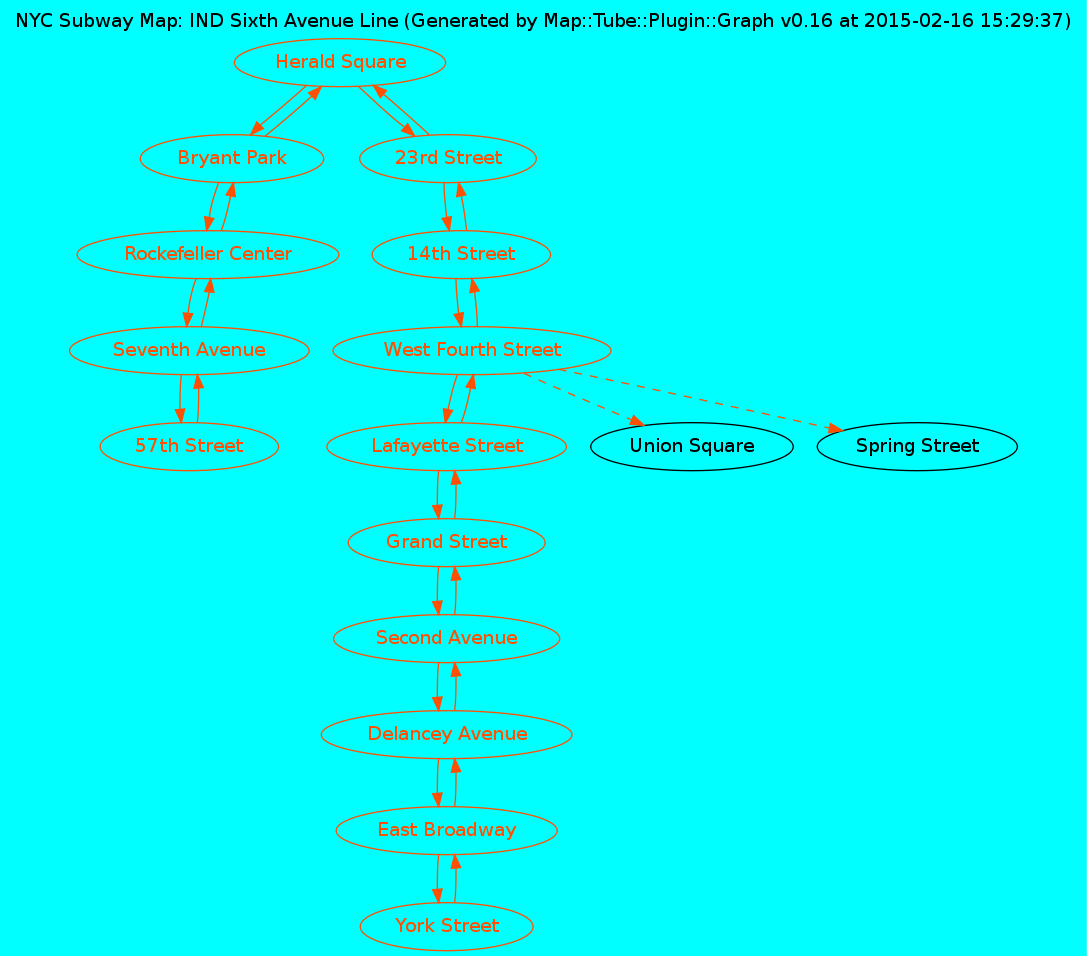 NYC Subway Map: IND Sixth Avenue Line (Generated by Map::Tube::Plugin::Graph v0.16 at 2015-02-16 15:29:37)
Herald Square
Bryant Park
23rd Street
Rockefeller Center
14th Street
Seventh Avenue
West Fourth Street
57th Street
Lafayette Street
Union Square
Spring Street
Grand Street
Second Avenue
Delancey Avenue
East Broadway
York Street